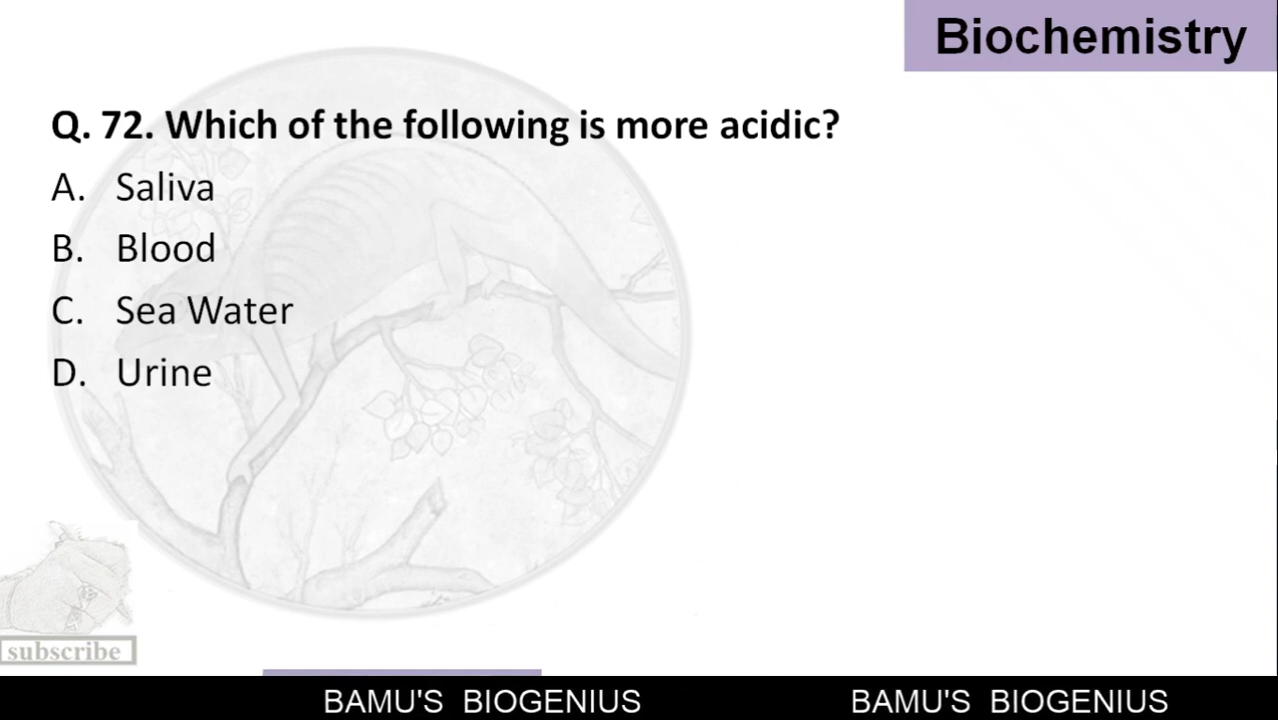 Biochemistry
Q. 72. Which of the following is more acidic?
A. Saliva
B. Blood
C. Sea Water
D. Urine
subscribe
BAMU'S BIOGENIUS BAMU'S BIOGENIUS